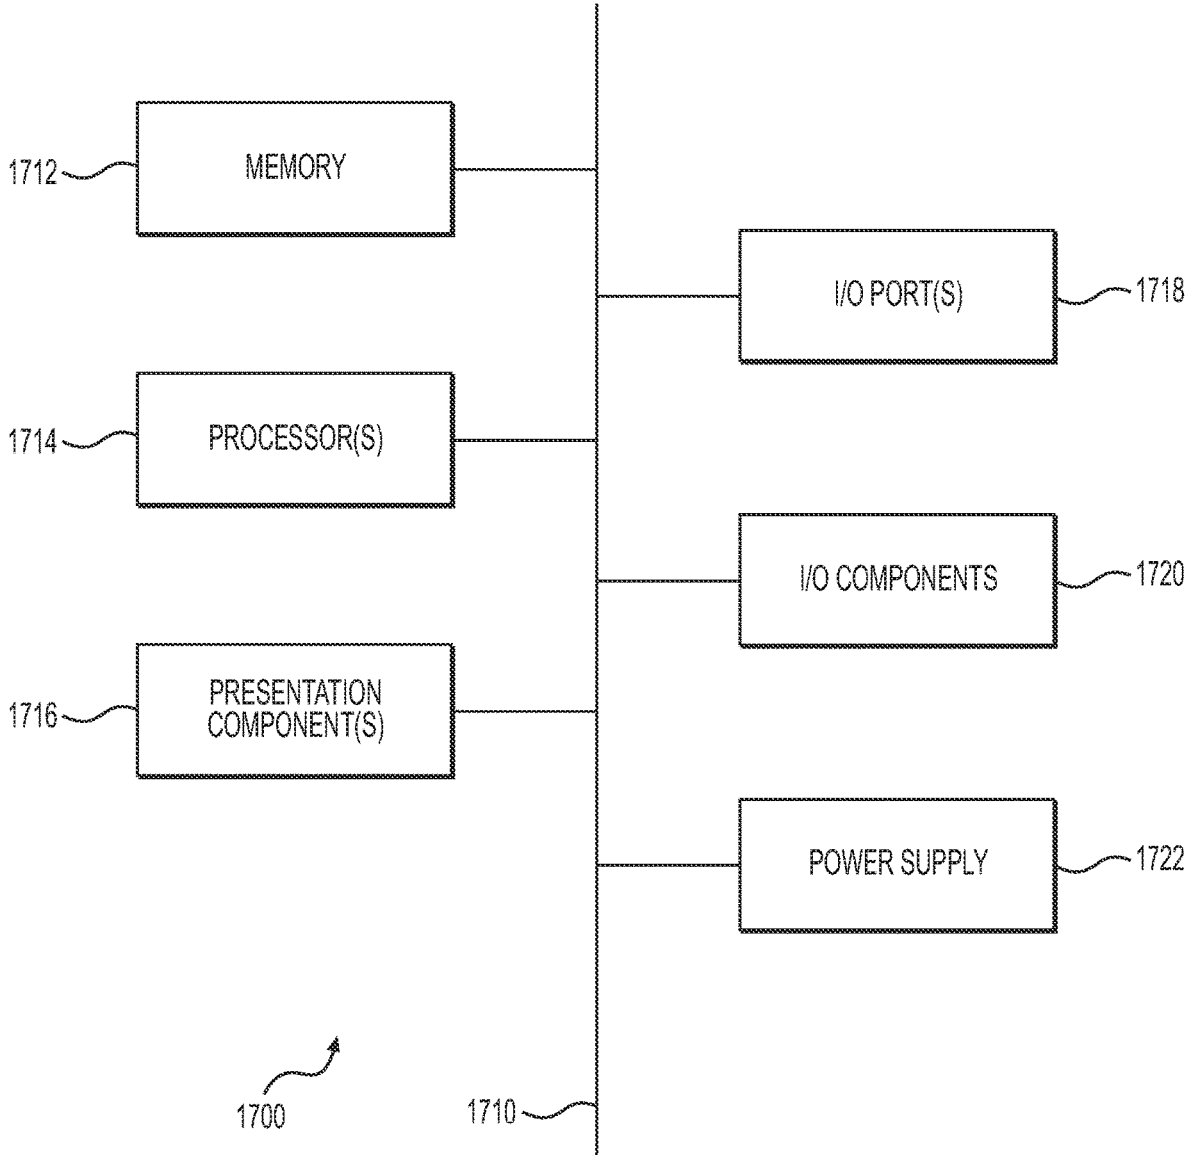 1712
MEMORY
I/O PORT(S)
1718
1714
PROCESSOR(S)
I/O COMPONENTS
1720
1716
PRESENTATION
COMPONENT(S)
POWER SUPPLY
1722
1700
1710